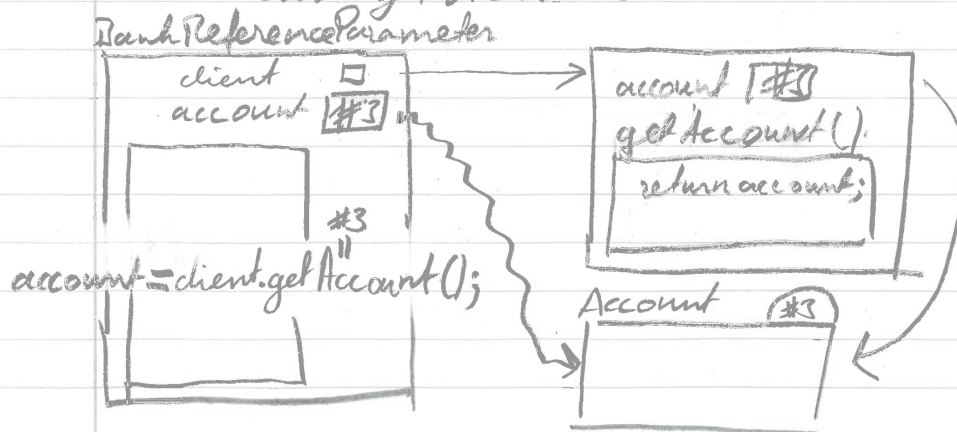 BankReferenceParameter
client
account #3
#3
"
account = client.getAccount();
account #3
getAccount().
return account;
Account #3